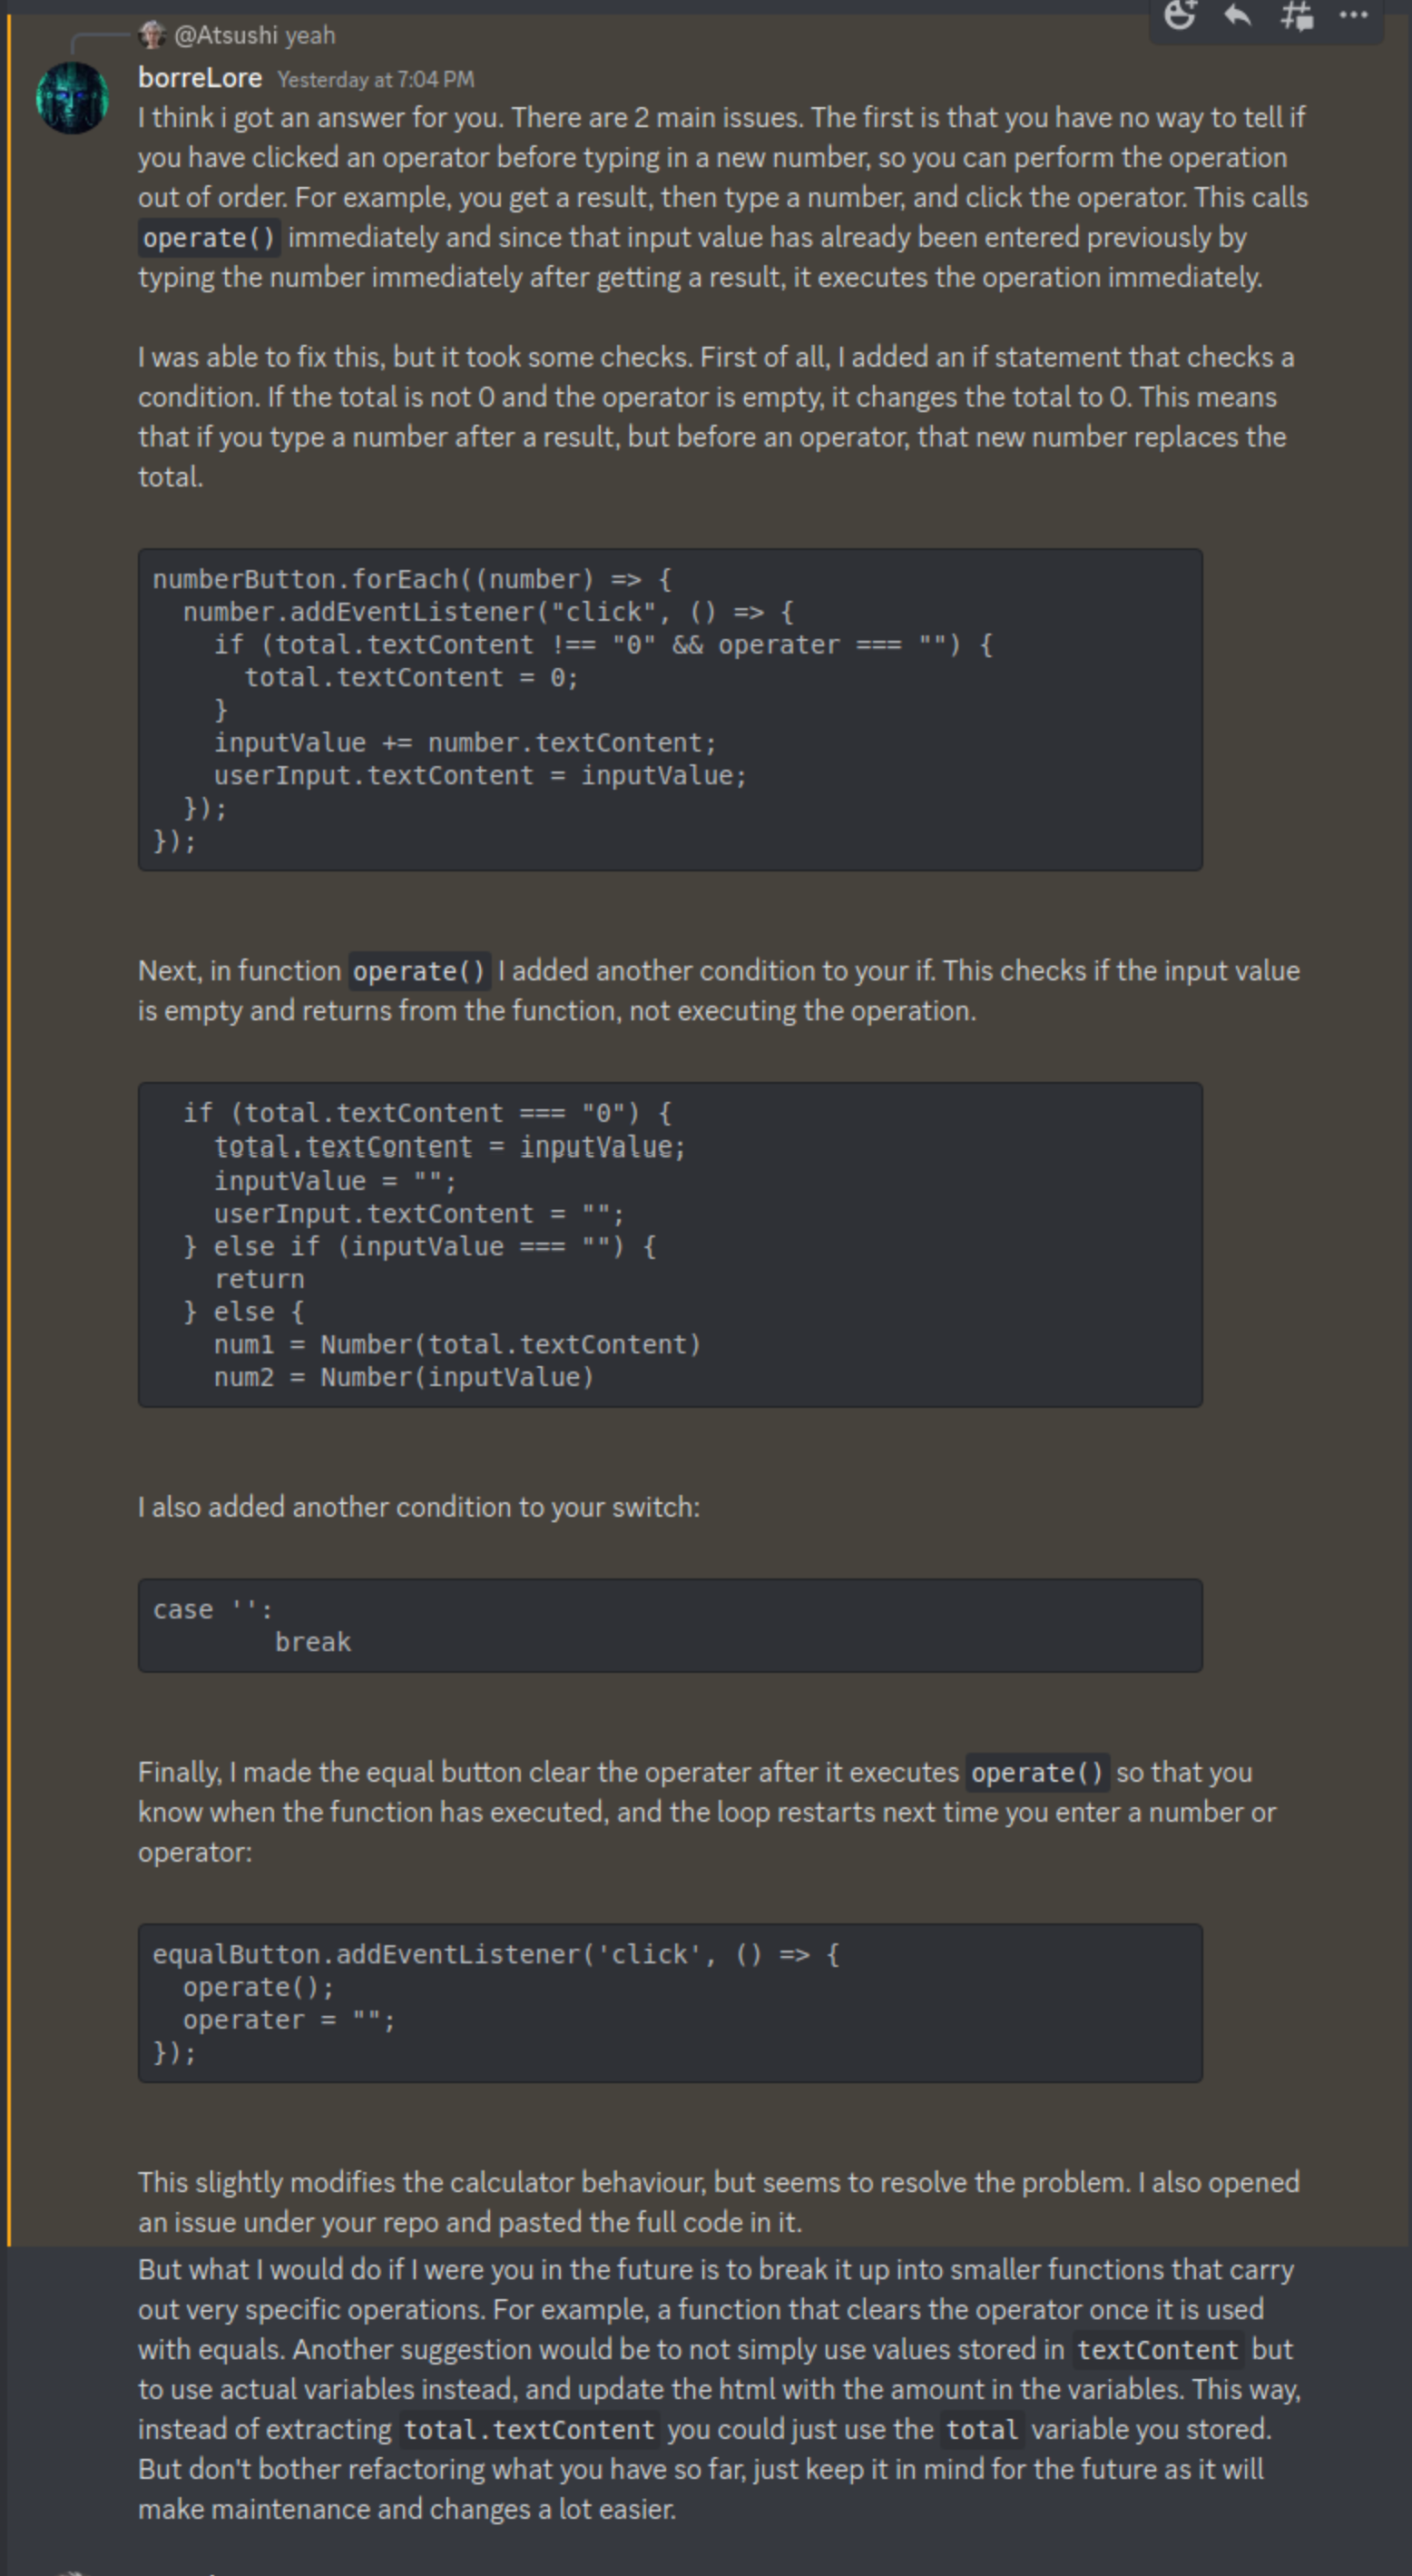 @Atsushi yeah
borreLore Yesterday at 7:04 PM
I think i got an answer for you. There are 2 main issues. The first is that you have no way to tell if
you have clicked an operator before typing in a new number, so you can perform the operation
out of order. For example, you get a result, then type a number, and click the operator. This calls
operate() immediately and since that input value has already been entered previously by
typing the number immediately after getting a result, it executes the operation immediately.
I was able to fix this, but it took some checks. First of all, I added an if statement that checks a
condition. If the total is not 0 and the operator is empty, it changes the total to 0. This means
that if you type a number after a result, but before an operator, that new number replaces the
total.
numberButton.forEach((number) => {
  number.addEventListener("click", () => {
    if (total.textContent !== "0" && operater === "") {
      total.textContent = 0;
    }
    inputValue += number.textContent;
    userInput.textContent = inputValue;
  });
});
Next, in function operate() I added another condition to your if. This checks if the input value
is empty and returns from the function, not executing the operation.
  if (total.textContent === "0") {
    total.textContent = inputValue;
    inputValue = "";
    userInput.textContent = "";
  } else if (inputValue === "") {
    return
  } else {
    num1 = Number(total.textContent)
    num2 = Number(inputValue)
I also added another condition to your switch:
case '':
        break
Finally, I made the equal button clear the operater after it executes operate() so that you
know when the function has executed, and the loop restarts next time you enter a number or
operator:
equalButton.addEventListener('click', () => {
  operate();
  operater = "";
});
This slightly modifies the calculator behaviour, but seems to resolve the problem. I also opened
an issue under your repo and pasted the full code in it.
But what I would do if I were you in the future is to break it up into smaller functions that carry
out very specific operations. For example, a function that clears the operator once it is used
with equals. Another suggestion would be to not simply use values stored in textContent but
to use actual variables instead, and update the html with the amount in the variables. This way,
instead of extracting total.textContent you could just use the total variable you stored.
But don't bother refactoring what you have so far, just keep it in mind for the future as it will
make maintenance and changes a lot easier.